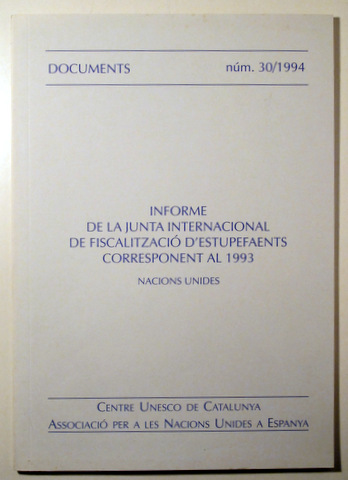 DOCUMENTS núm. 30/1994
INFORME
DE LA JUNTA INTERNACIONAL
DE FISCALITZACIÓ D'ESTUPEFAENTS
CORRESPONENT AL 1993
NACIONS UNIDES
CENTRE UNESCO DE CATALUNYA
ASSOCIACIÓ PER A LES NACIONS UNIDES A ESPANYA